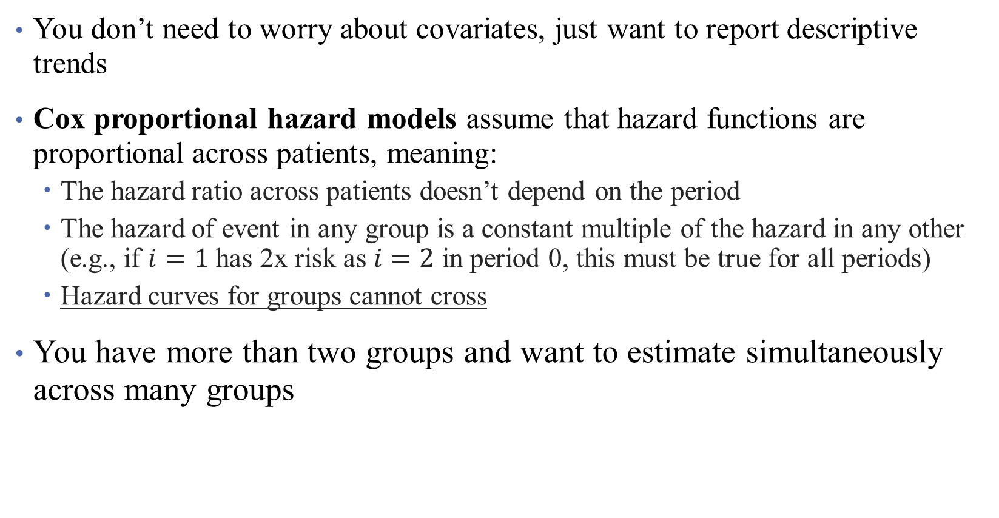 • You don’t need to worry about covariates, just want to report descriptive
trends
• Cox proportional hazard models assume that hazard functions are
proportional across patients, meaning:
• The hazard ratio across patients doesn’t depend on the period
• The hazard of event in any group is a constant multiple of the hazard in any other
(e.g., if i = 1 has 2x risk as i = 2 in period 0, this must be true for all periods)
• Hazard curves for groups cannot cross
• You have more than two groups and want to estimate simultaneously
across many groups